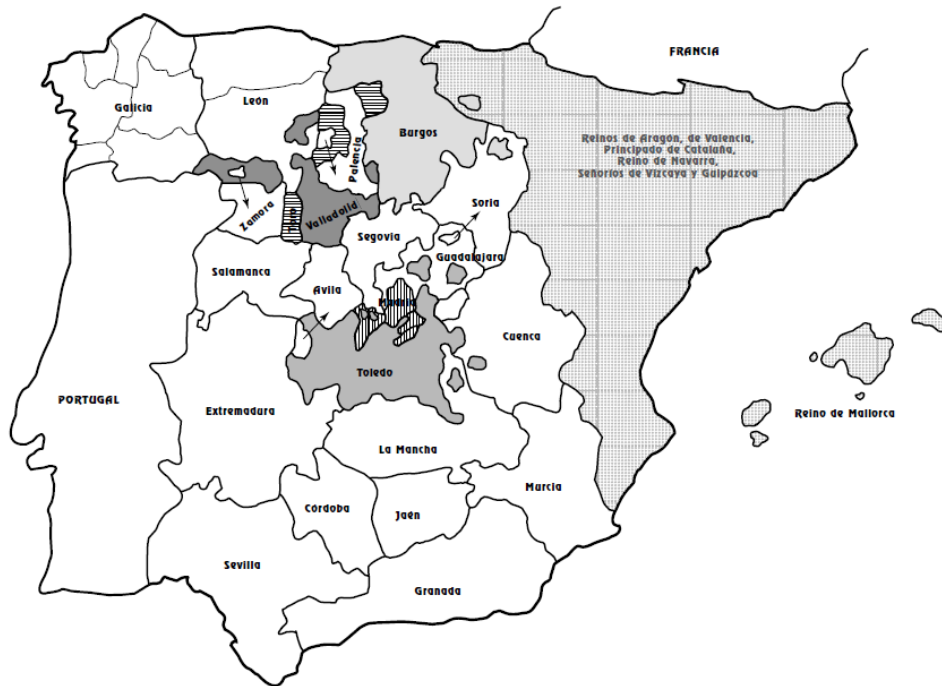 FRANCIA
Galicia
León
Burgos
Palencia
Reinos de Aragón, de Valencia,
Principado de Cataluña,
Reino de Navarra,
Señoríos de Vizcaya y Guipúzcoa
Zamora
Toro
Valladolid
Soria
Segovia
Guadalajara
Salamanca
Avila
Madrid
Cuenca
Toledo
PORTUGAL
Extremadura
Reino de Mallorca
La Mancha
Murcia
Córdoba
Jaén
Sevilla
Granada